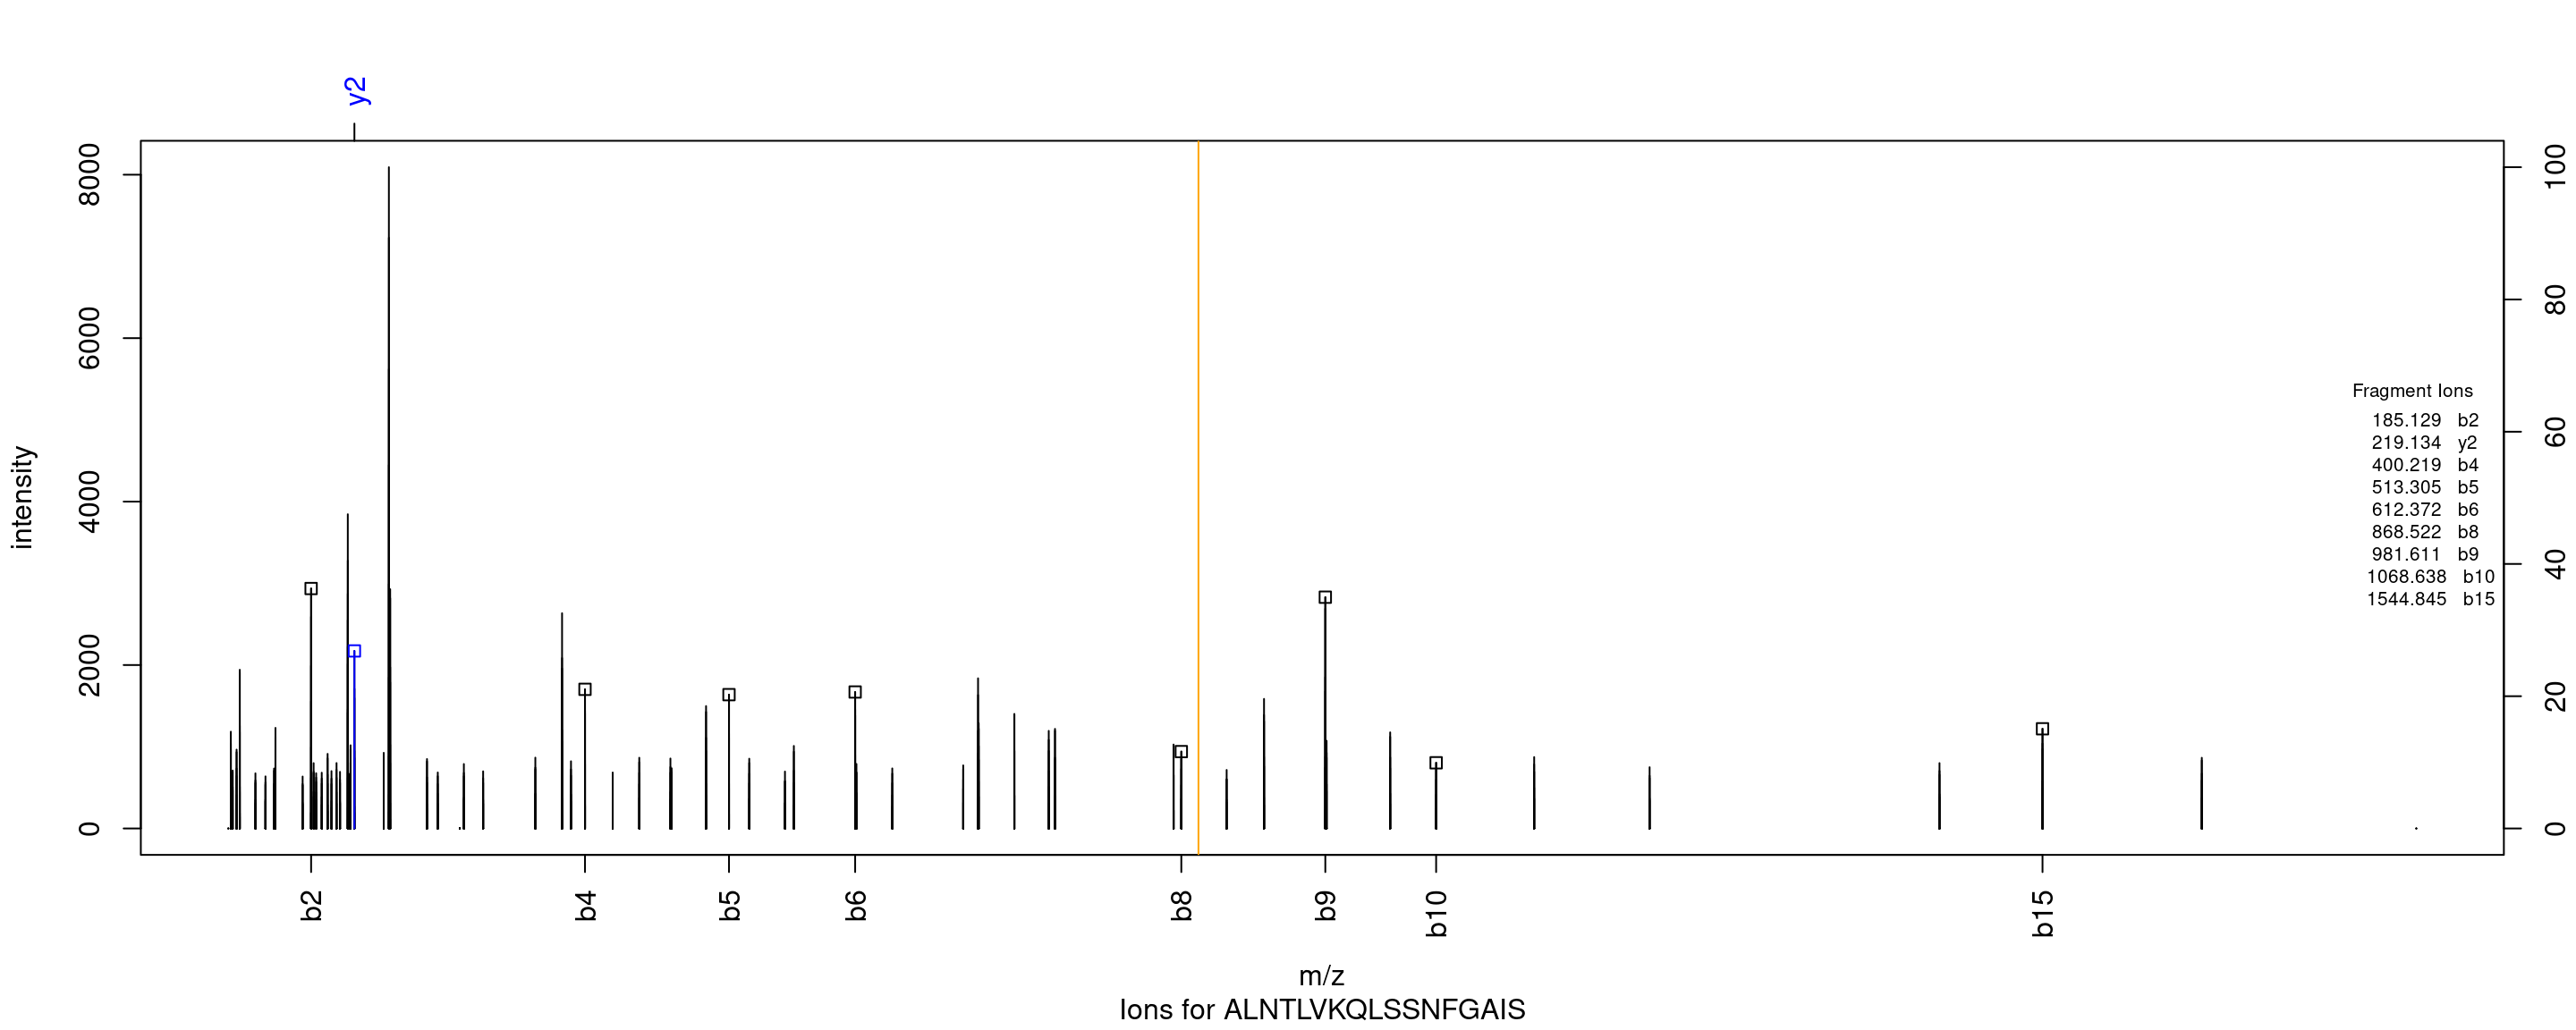 y2
8000
6000
4000
2000
0
intensity
100
80
60
40
20
0
Fragment Ions
185.129 b2
219.134 y2
400.219 b4
513.305 b5
612.372 b6
868.522 b8
981.611 b9
1068.638 b10
1544.845 b15
b2 b4 b5 b6 b8 b9 b10 b15
m/z
Ions for ALNTLVKQLSSNFGAIS